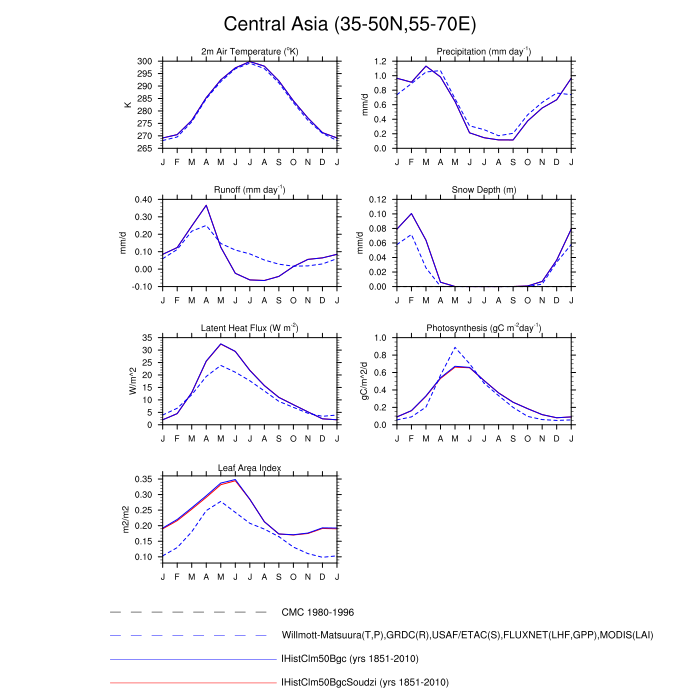 Central Asia (35-50N,55-70E)
2m Air Temperature (°K)
Precipitation (mm day⁻¹)
300
295
290
285
280
275
270
265
K
J F M A M J J A S O N D J
1.2
1.0
0.8
0.6
0.4
0.2
0.0
mm/d
J F M A M J J A S O N D J
Runoff (mm day⁻¹)
Snow Depth (m)
0.40
0.30
0.20
0.10
0.00
-0.10
mm/d
J F M A M J J A S O N D J
0.12
0.10
0.08
0.06
0.04
0.02
0.00
mm/d
J F M A M J J A S O N D J
Latent Heat Flux (W m⁻²)
Photosynthesis (gC m⁻²day⁻¹)
35
30
25
20
15
10
5
0
W/m^2
J F M A M J J A S O N D J
1.0
0.8
0.6
0.4
0.2
0.0
gC/m^2/d
J F M A M J J A S O N D J
Leaf Area Index
0.35
0.30
0.25
0.20
0.15
0.10
m2/m2
J F M A M J J A S O N D J
CMC 1980-1996
Willmott-Matsuura(T,P),GRDC(R),USAF/ETAC(S),FLUXNET(LHF,GPP),MODIS(LAI)
IHistClm50Bgc (yrs 1851-2010)
IHistClm50BgcSoudzi (yrs 1851-2010)